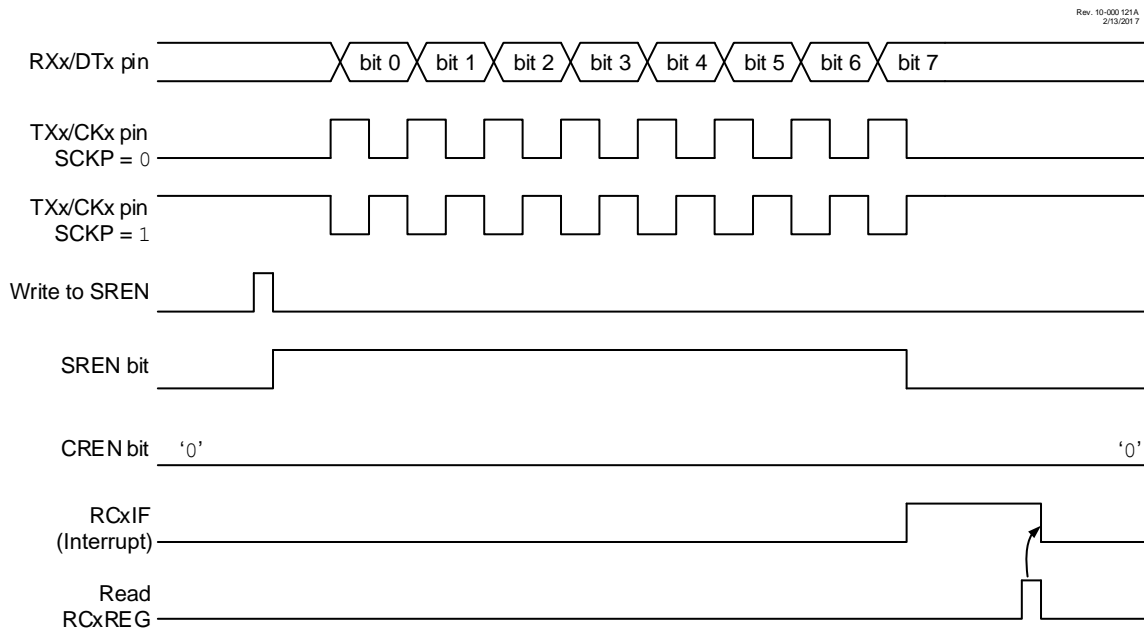 Rev. 10-000121A
2/13/2017
RXx/DTx pin
bit 0
bit 1
bit 2
bit 3
bit 4
bit 5
bit 6
bit 7
TXx/CKx pin
SCKP = 0
TXx/CKx pin
SCKP = 1
Write to SREN
SREN bit
CREN bit
‘0’
‘0’
RCxIF
(Interrupt)
Read
RCxREG